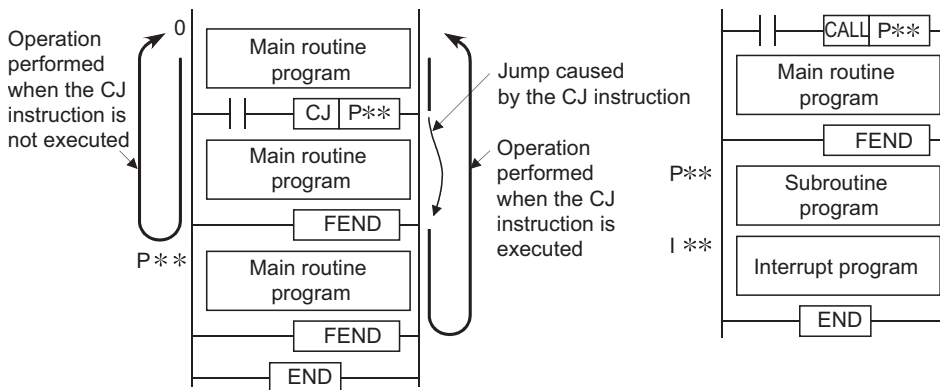 Operation
performed
when the CJ
instruction is
not executed
0
Main routine
program
CJ P**
Main routine
program
FEND
P**
Main routine
program
FEND
END
Jump caused
by the CJ instruction
Operation
performed
when the CJ
instruction is
executed
CALL P**
Main routine
program
FEND
P**
Subroutine
program
I **
Interrupt program
END